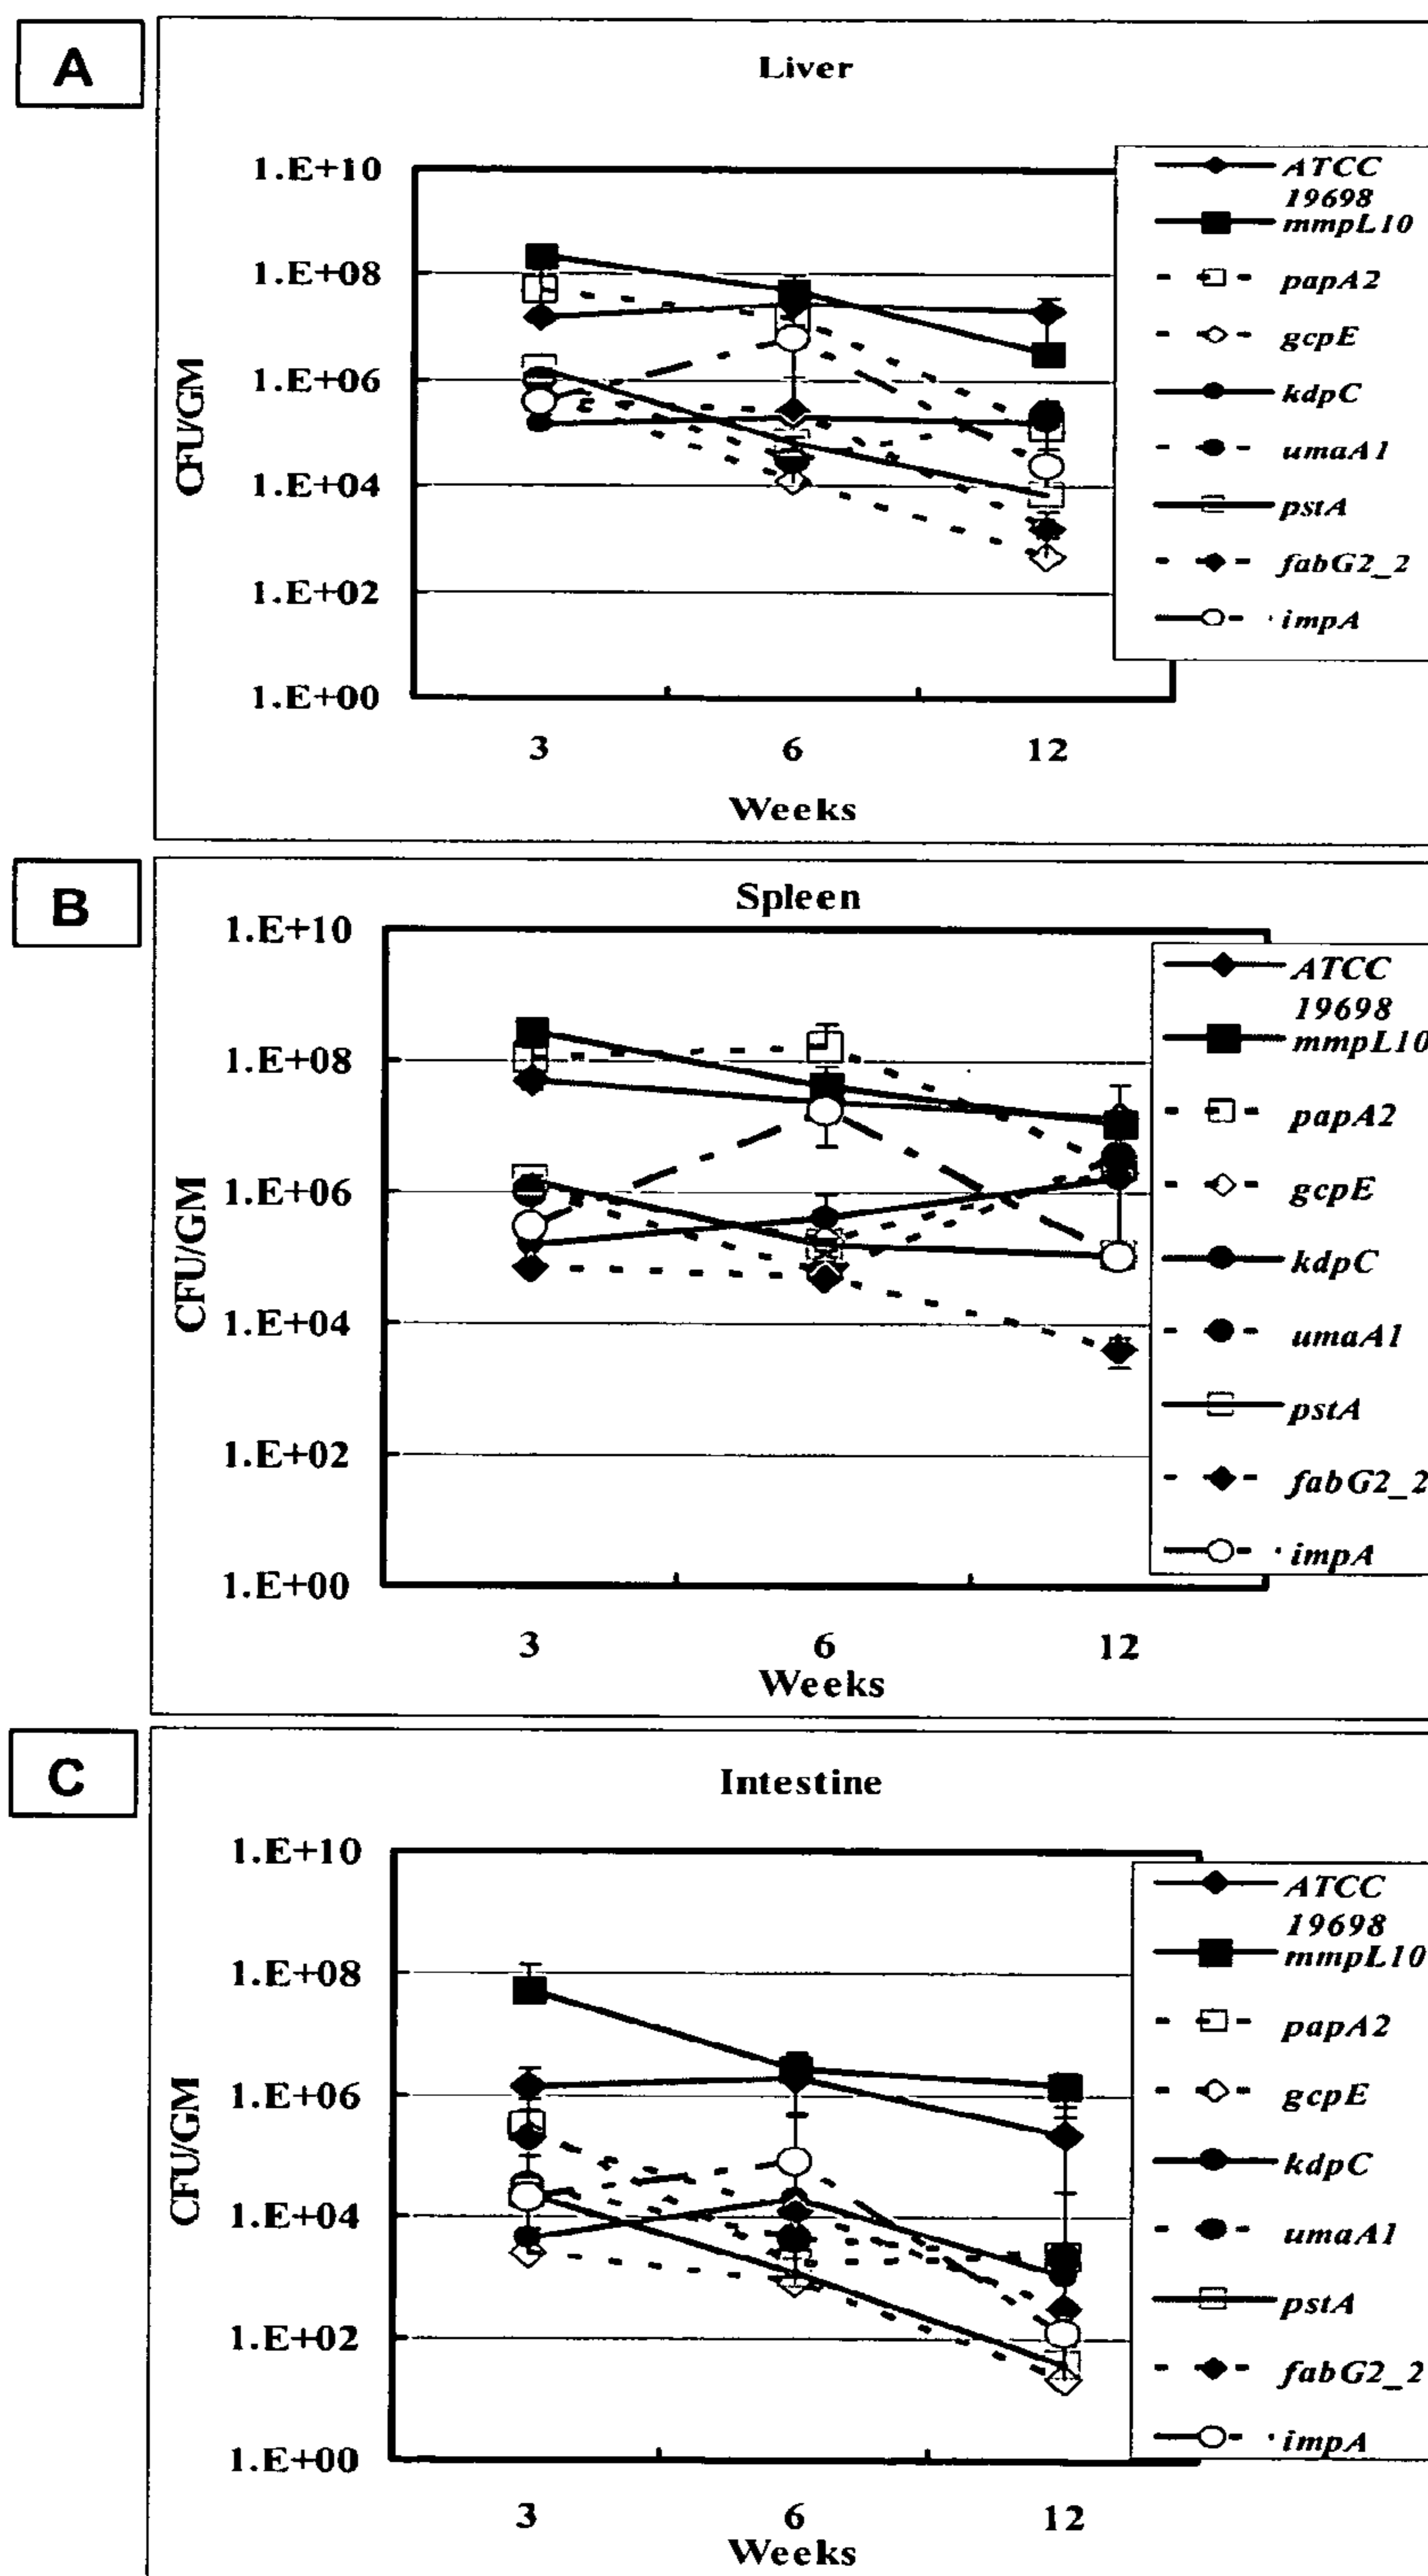 A
Liver
1.E+10
1.E+08
1.E+06
1.E+04
1.E+02
1.E+00
CFU/GM
3 6 12
Weeks
ATCC
19698
mmpL10
papA2
gcpE
kdpC
umaA1
pstA
fabG2_2
impA
B
Spleen
1.E+10
1.E+08
1.E+06
1.E+04
1.E+02
1.E+00
CFU/GM
3 6 12
Weeks
ATCC
19698
mmpL10
papA2
gcpE
kdpC
umaA1
pstA
fabG2_2
impA
C
Intestine
1.E+10
1.E+08
1.E+06
1.E+04
1.E+02
1.E+00
CFU/GM
3 6 12
Weeks
ATCC
19698
mmpL10
papA2
gcpE
kdpC
umaA1
pstA
fabG2_2
impA